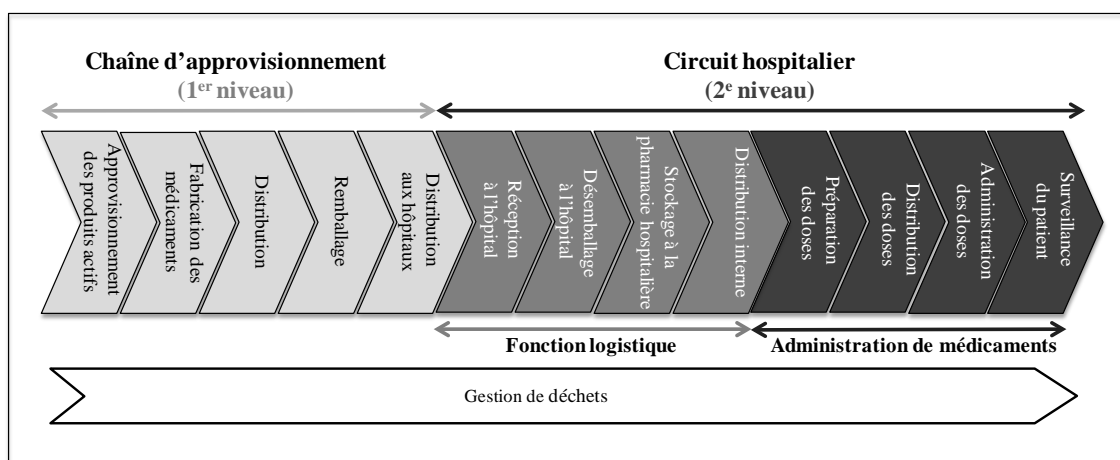 Chaîne d'approvisionnement
(1er niveau)
Circuit hospitalier
(2e niveau)
Approvisionnement
des produits actifs
Fabrication des
médicaments
Distribution
Remballage
Distribution
aux hôpitaux
Réception
à l'hôpital
Désemballage
à l'hôpital
Stockage à la
pharmacie hospitalière
Distribution interne
Préparation
des doses
Distribution
des doses
Administration
des doses
Surveillance
du patient
Fonction logistique
Administration de médicaments
Gestion de déchets